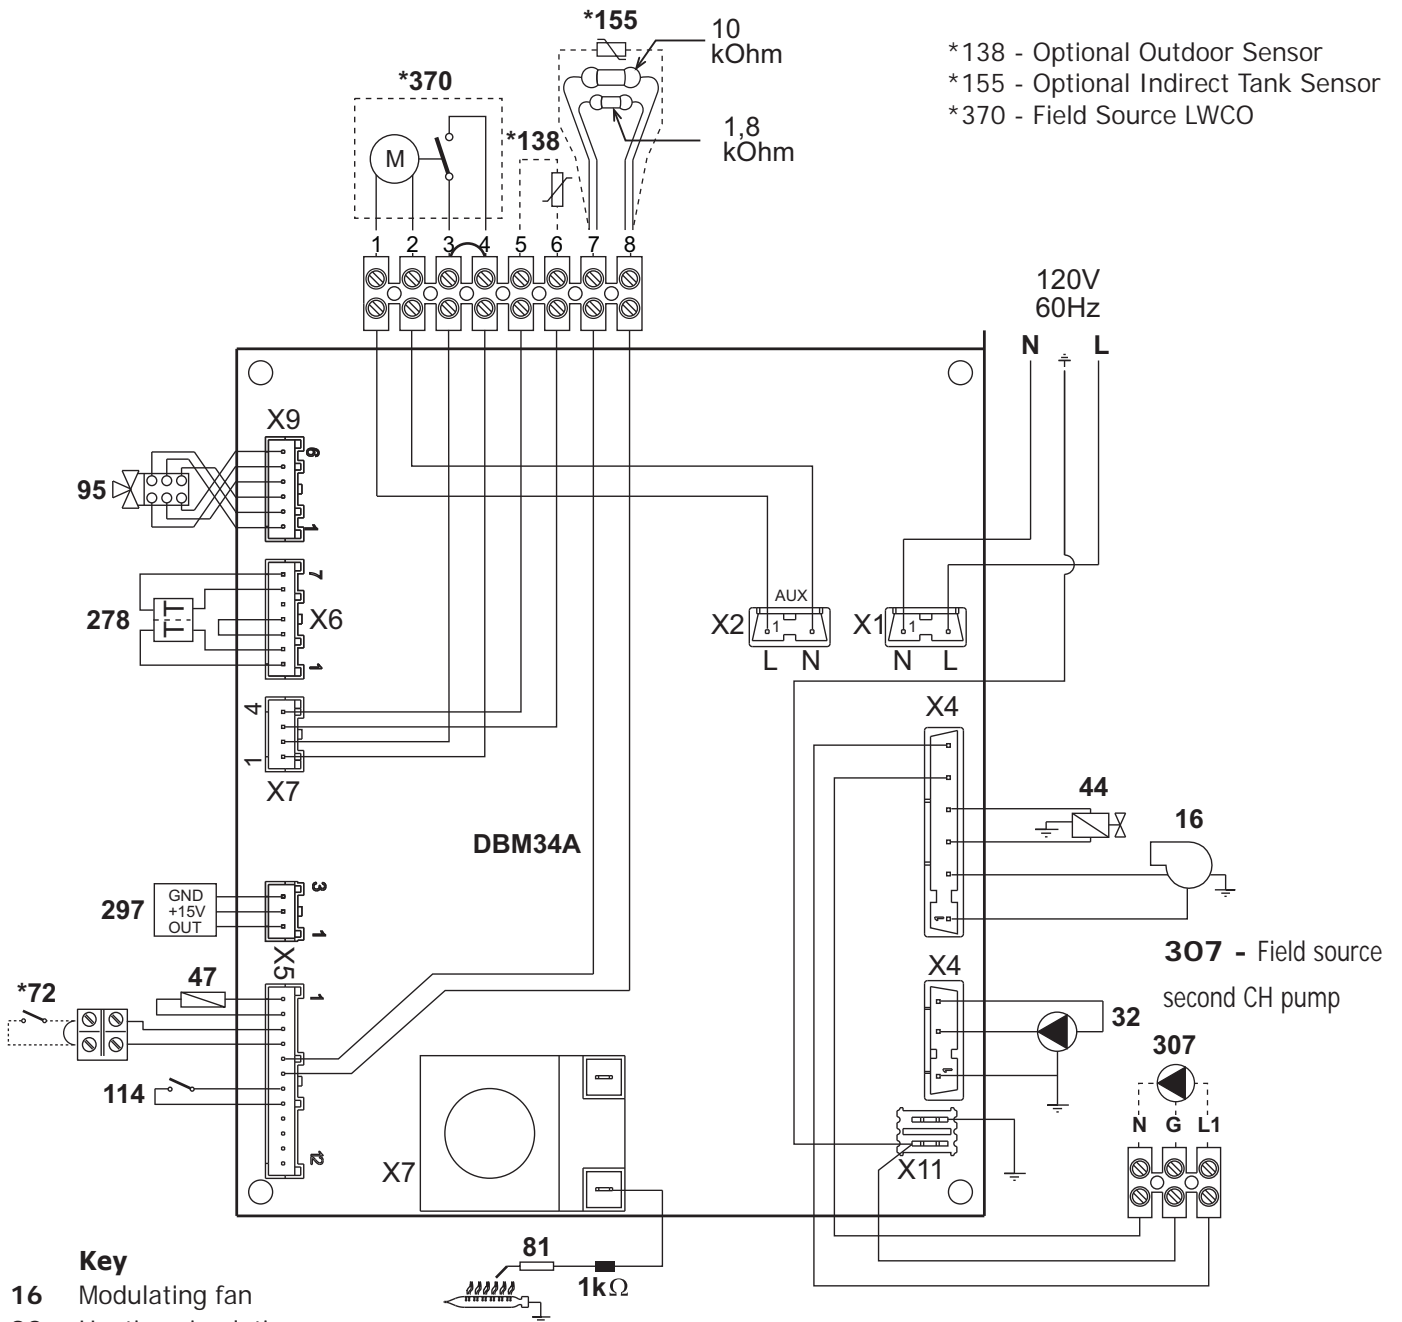 *155
10
kOhm
*138 - Optional Outdoor Sensor
*155 - Optional Indirect Tank Sensor
*370 - Field Source LWCO
*370
1,8
kOhm
*138
M
1 2 3 4 5 6 7 8
120V
60Hz
N L
X9
6
1
95
7
X6
1
278
AUX
X2 1
L N
X1 1
N L
4
1
X7
X4
44
16
1
DBM34A
297
GND
+15V
OUT
3
1
X5
307 - Field source
second CH pump
47
*72
1
X4
32
1
307
114
N G L1
12
X7
X11
81
1kΩ
Key
16 Modulating fan